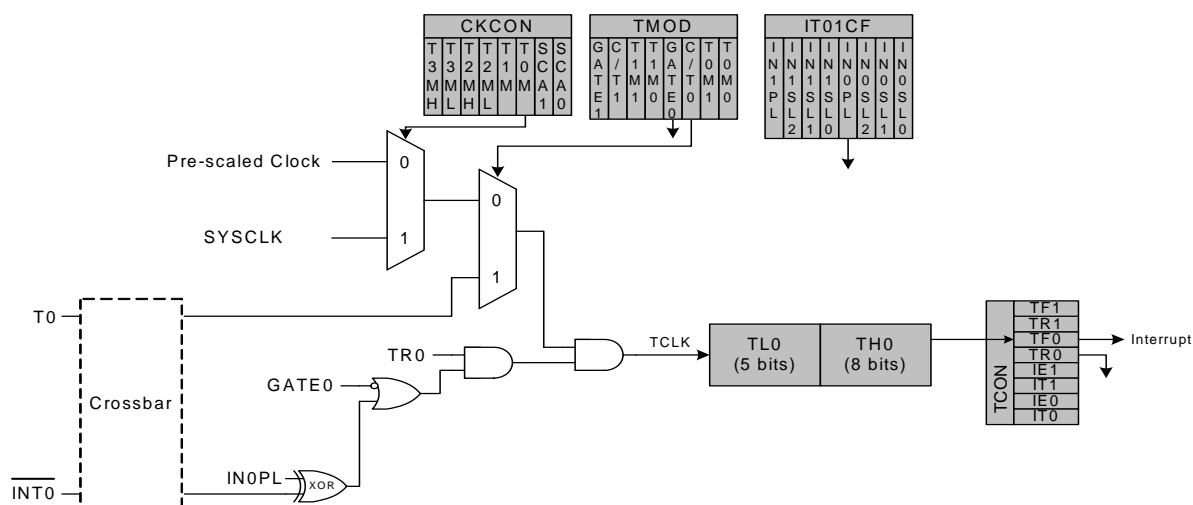 CKCON
T3MH
T3ML
T2MH
T2ML
T1M
T0M
SCA1
SCA0
TMOD
GATE1
C/T1
T1M1
T1M0
GATE0
C/T0
T0M1
T0M0
IT01CF
IN1PL
IN1SL2
IN1SL1
IN1SL0
IN0PL
IN0SL2
IN0SL1
IN0SL0
Pre-scaled Clock
0
SYSCLK
1
0
1
T0
Crossbar
INT0
TR0
GATE0
IN0PL
XOR
TCLK
TL0
(5 bits)
TH0
(8 bits)
TCON
TF1
TR1
TF0
TR0
IE1
IT1
IE0
IT0
Interrupt